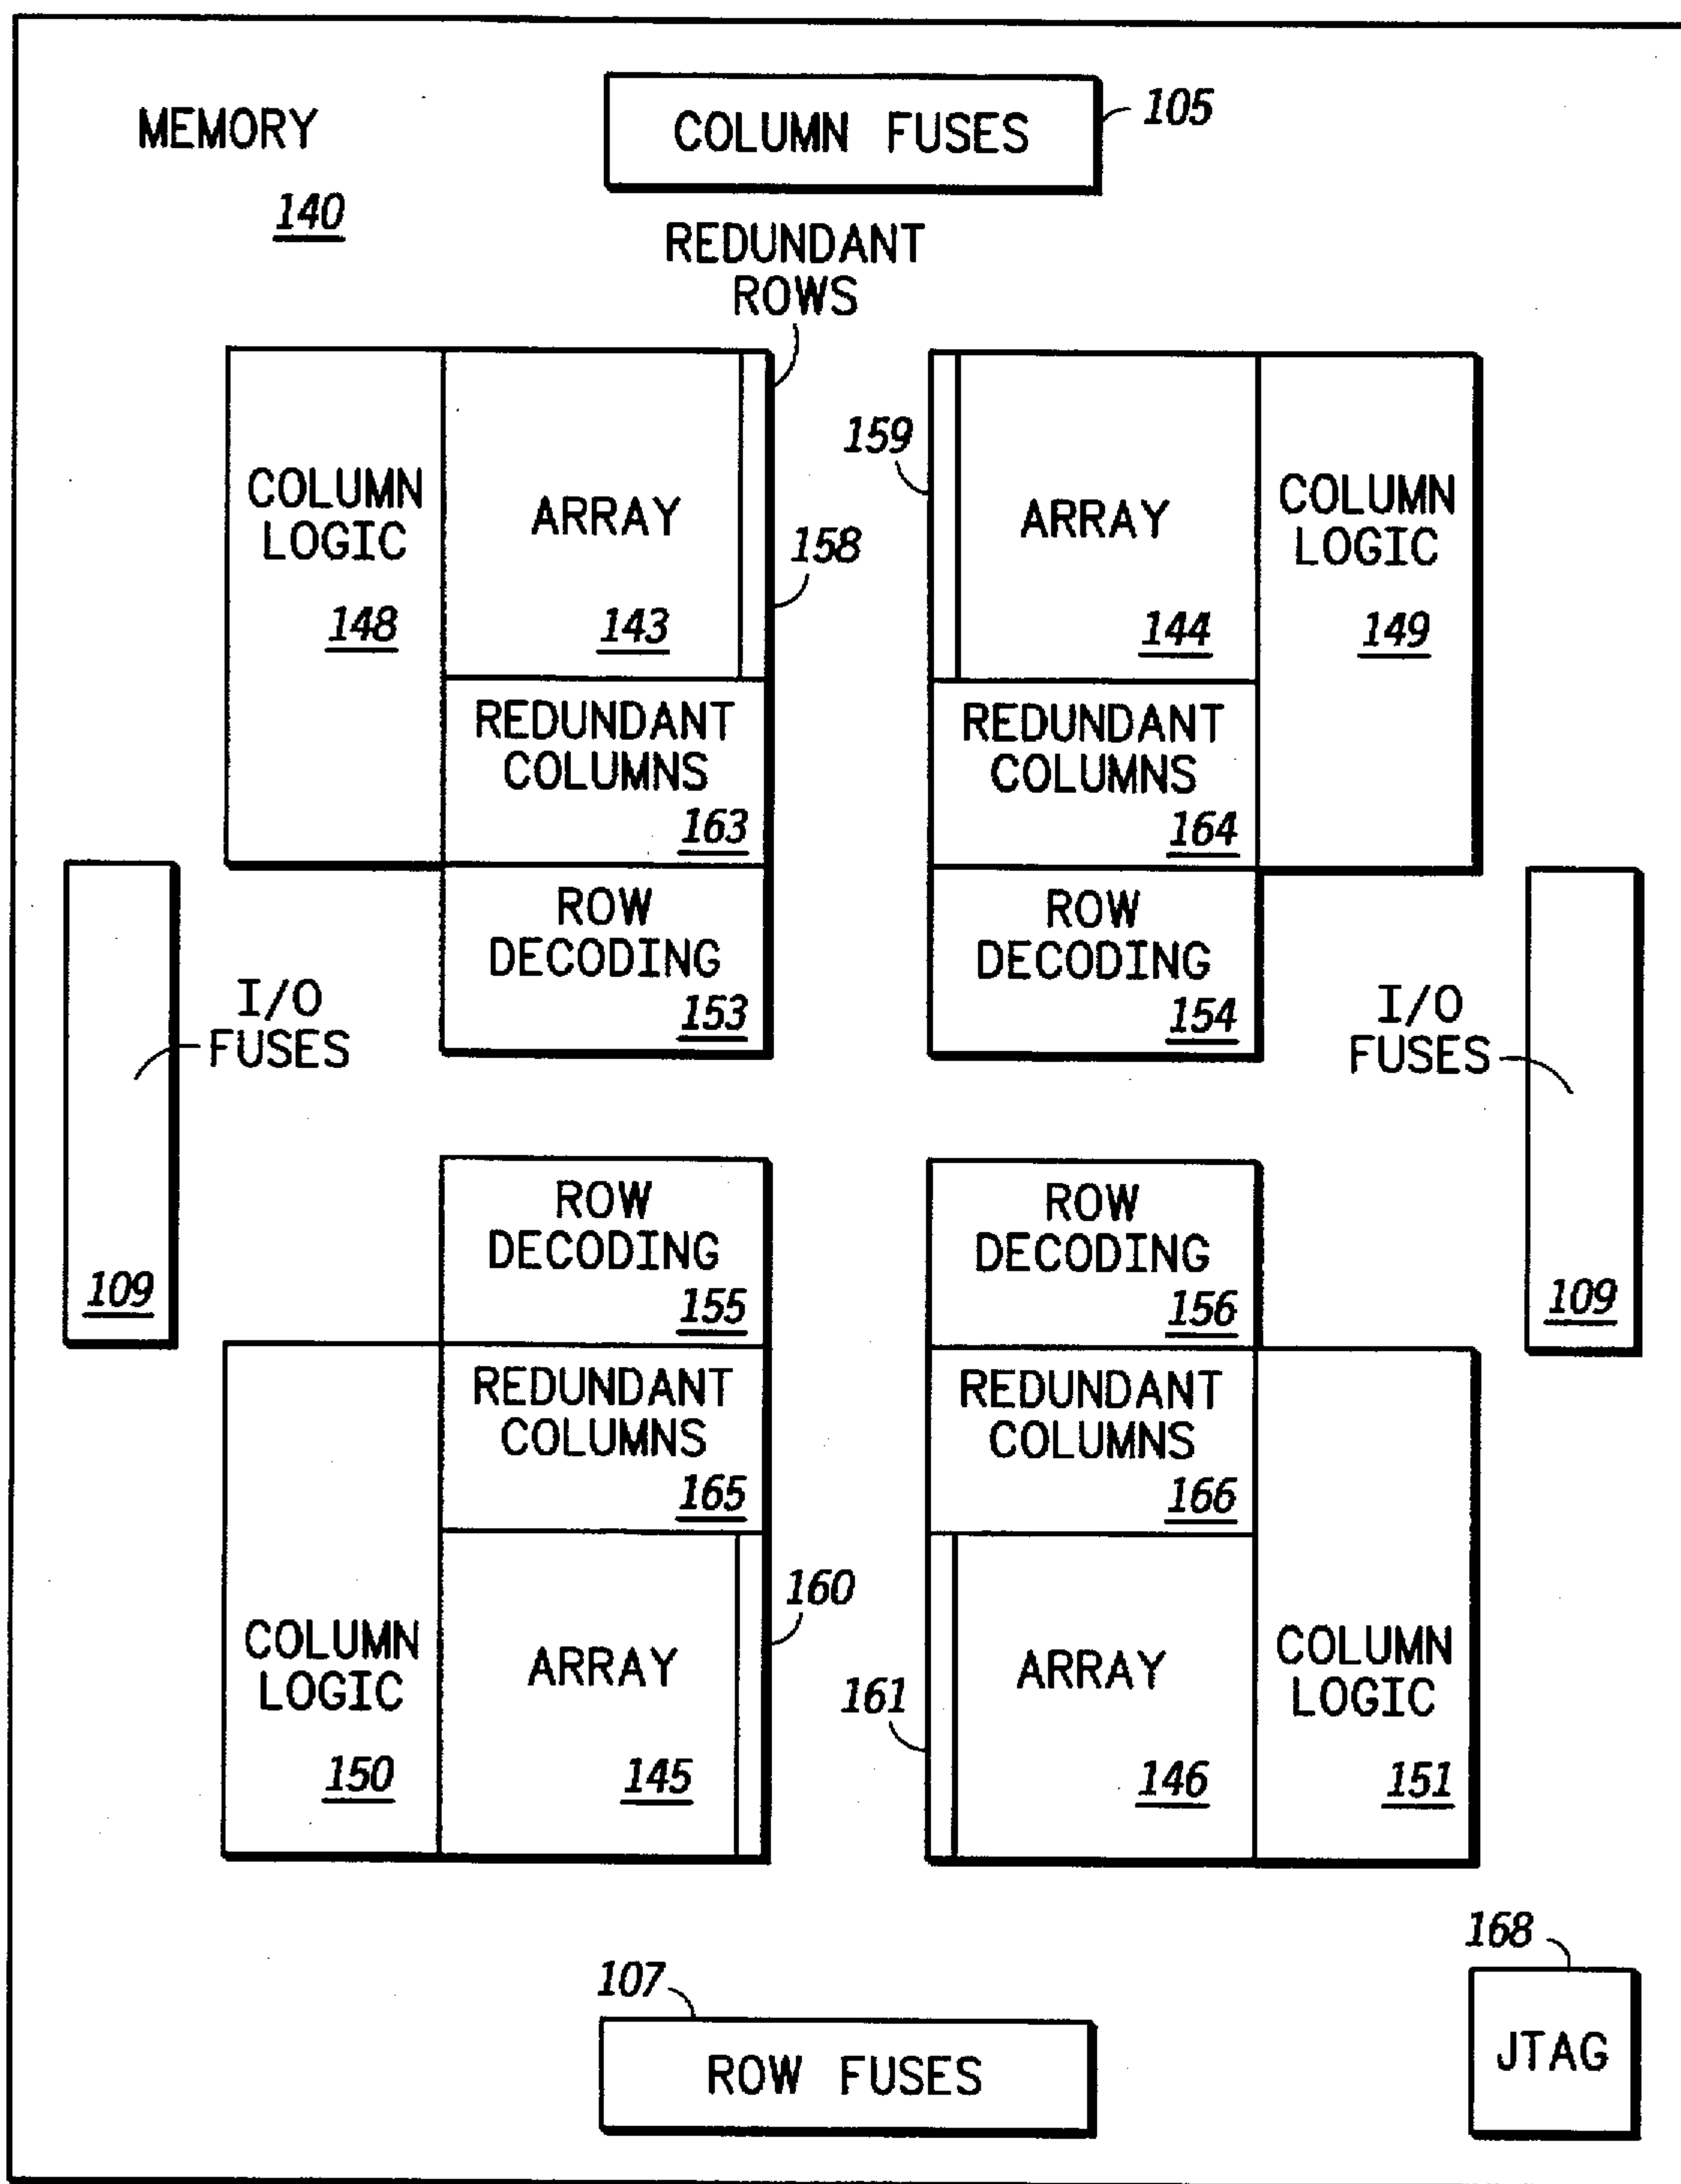 MEMORY
140
COLUMN FUSES
105
REDUNDANT
ROWS
COLUMN
LOGIC
148
ARRAY
143
158
159
ARRAY
144
COLUMN
LOGIC
149
REDUNDANT
COLUMNS
163
REDUNDANT
COLUMNS
164
ROW
DECODING
153
ROW
DECODING
154
I/O
FUSES
109
I/O
FUSES
109
ROW
DECODING
155
ROW
DECODING
156
REDUNDANT
COLUMNS
165
REDUNDANT
COLUMNS
166
COLUMN
LOGIC
150
ARRAY
145
160
161
ARRAY
146
COLUMN
LOGIC
151
107
ROW FUSES
168
JTAG